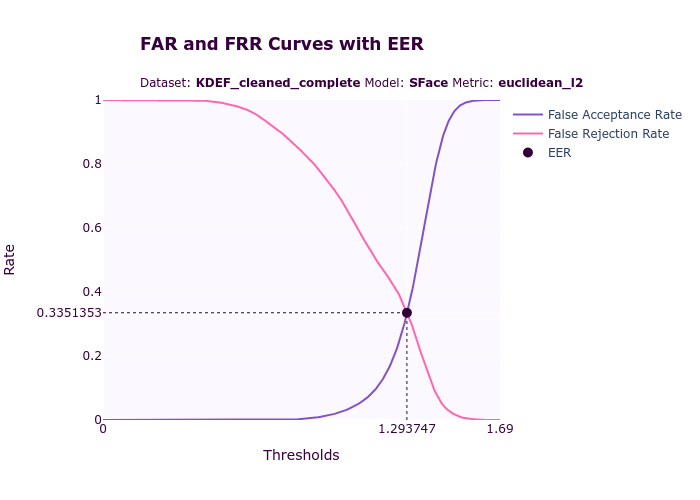 FAR and FRR Curves with EER
Dataset: KDEF_cleaned_complete Model: SFace Metric: euclidean_l2
False Acceptance Rate
False Rejection Rate
EER
Rate
1
0.8
0.6
0.4
0.3351353
0.2
0
0
1.293747
1.69
Thresholds